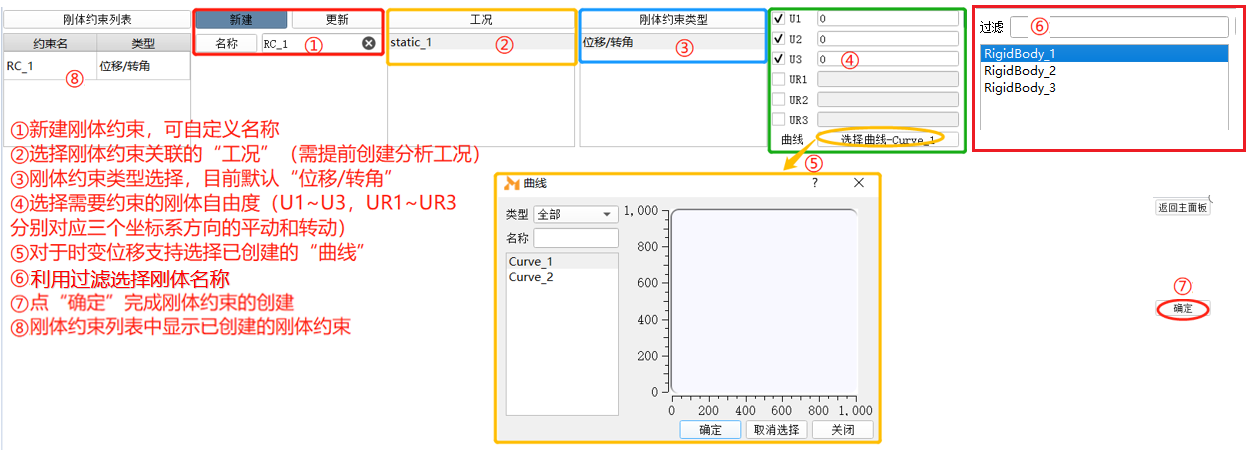 刚体约束列表
约束名 类型
RC_1 位移/转角
⑧
新建 更新
名称 RC_1
①
工况
static_1
②
刚体约束类型
位移/转角
③
U1 0
U2 0
U3 0
④
UR1
UR2
UR3
曲线 选择曲线-Curve_1
⑤
过滤
⑥
RigidBody_1
RigidBody_2
RigidBody_3
①新建刚体约束，可自定义名称
②选择刚体约束关联的“工况”（需提前创建分析工况）
③刚体约束类型选择，目前默认“位移/转角”
④选择需要约束的刚体自由度（U1~U3，UR1~UR3
分别对应三个坐标系方向的平动和转动）
⑤对于时变位移支持选择已创建的“曲线”
⑥利用过滤选择刚体名称
⑦点“确定”完成刚体约束的创建
⑧刚体约束列表中显示已创建的刚体约束
曲线 ?
类型 全部
名称
Curve_1
Curve_2
1,000
800
600
400
200
0
0 200 400 600 800 1,000
确定 取消选择 关闭
返回主面板
⑦
确定